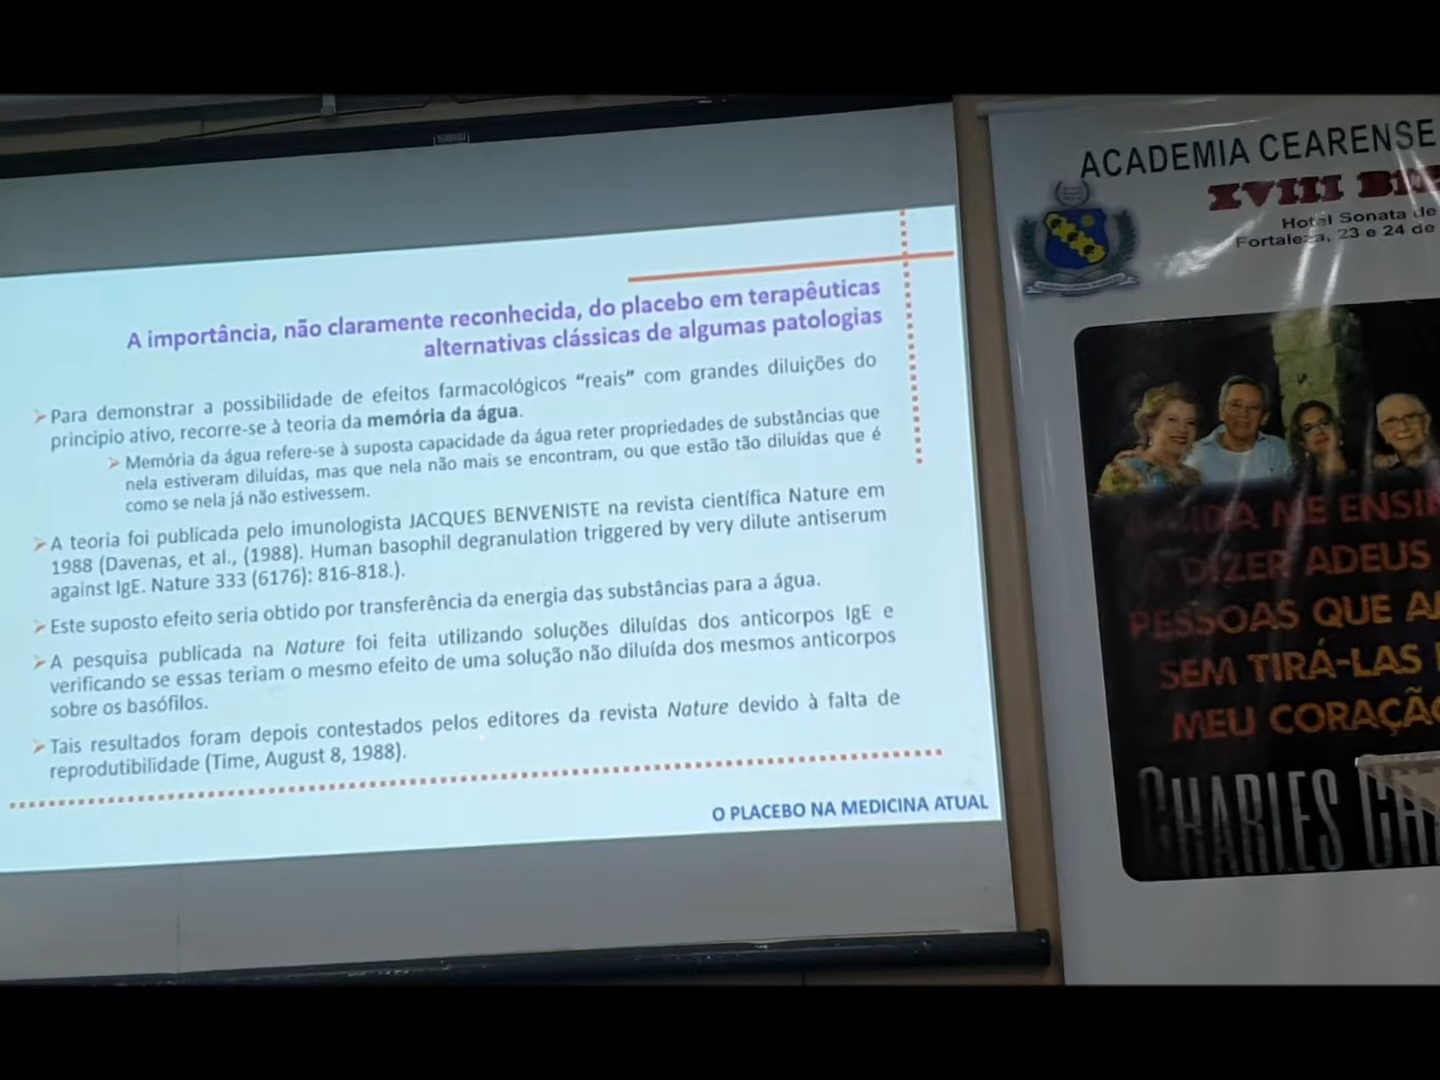 A importância, não claramente reconhecida, do placebo em terapêuticas
alternativas clássicas de algumas patologias
➢ Para demonstrar a possibilidade de efeitos farmacológicos “reais” com grandes diluições do
principio ativo, recorre-se à teoria da memória da água.
➢ Memória da água refere-se à suposta capacidade da água reter propriedades de substâncias que
nela estiveram diluídas, mas que nela não mais se encontram, ou que estão tão diluídas que é
como se nela já não estivessem.
➢ A teoria foi publicada pelo imunologista JACQUES BENVENISTE na revista científica Nature em
1988 (Davenas, et al., (1988). Human basophil degranulation triggered by very dilute antiserum
against IgE. Nature 333 (6176): 816-818.).
➢ Este suposto efeito seria obtido por transferência da energia das substâncias para a água.
➢ A pesquisa publicada na Nature foi feita utilizando soluções diluídas dos anticorpos IgE e
verificando se essas teriam o mesmo efeito de uma solução não diluída dos mesmos anticorpos
sobre os basófilos.
➢ Tais resultados foram depois contestados pelos editores da revista Nature devido à falta de
reprodutibilidade (Time, August 8, 1988).
O PLACEBO NA MEDICINA ATUAL
ACADEMIA CEARENSE
XVIII
Hotel Sonata de
Fortaleza, 23 e 24 de
ME
A DIZER ADEUS
PESSOAS QUE
SEM TIRÁ-LAS
MEU CORAÇÃO
CHARLES